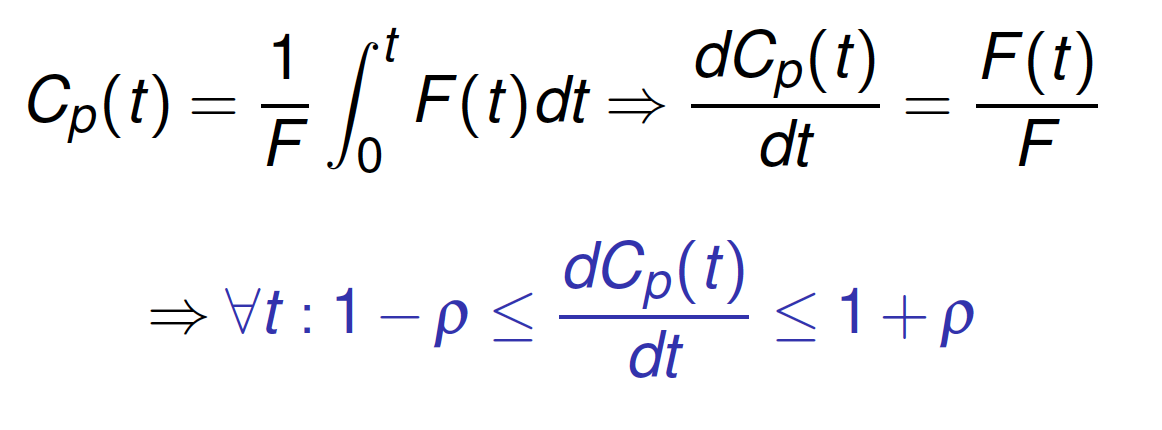 $C_p(t) = \frac{1}{F} \int_0^t F(t)dt \Rightarrow \frac{dC_p(t)}{dt} = \frac{F(t)}{F}$
$\Rightarrow \forall t : 1 - \rho \leq \frac{dC_p(t)}{dt} \leq 1 + \rho$